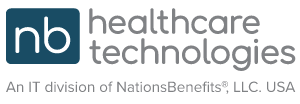 nb healthcare
technologies
An IT division of NationsBenefits®, LLC. USA